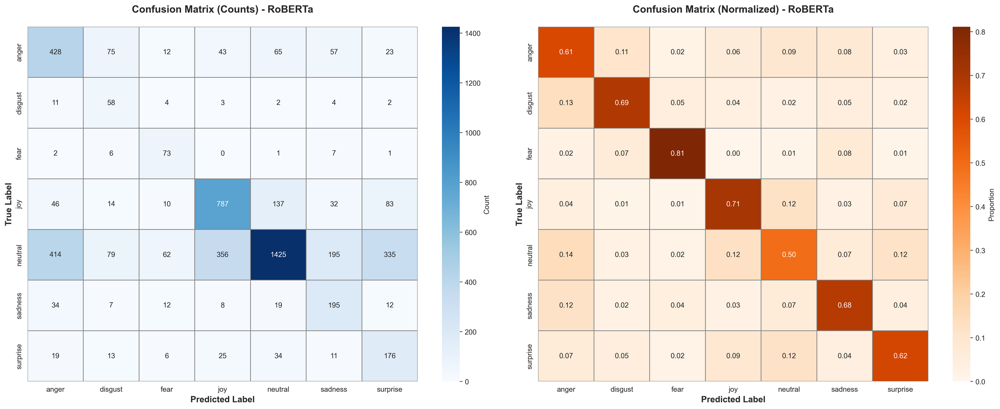 Confusion Matrix (Counts) - RoBERTa
True Label
anger 428 75 12 43 65 57 23
disgust 11 58 4 3 2 4 2
fear 2 6 73 0 1 7 1
joy 46 14 10 787 137 32 83
neutral 414 79 62 356 1425 195 335
sadness 34 7 12 8 19 195 12
surprise 19 13 6 25 34 11 176
anger disgust fear joy neutral sadness surprise
Predicted Label
1400
1200
1000
800
600
400
200
0
Count
Confusion Matrix (Normalized) - RoBERTa
True Label
anger 0.61 0.11 0.02 0.06 0.09 0.08 0.03
disgust 0.13 0.69 0.05 0.04 0.02 0.05 0.02
fear 0.02 0.07 0.81 0.00 0.01 0.08 0.01
joy 0.04 0.01 0.01 0.71 0.12 0.03 0.07
neutral 0.14 0.03 0.02 0.12 0.50 0.07 0.12
sadness 0.12 0.02 0.04 0.03 0.07 0.68 0.04
surprise 0.07 0.05 0.02 0.09 0.12 0.04 0.62
anger disgust fear joy neutral sadness surprise
Predicted Label
0.8
0.7
0.6
0.5
0.4
0.3
0.2
0.1
0.0
Proportion